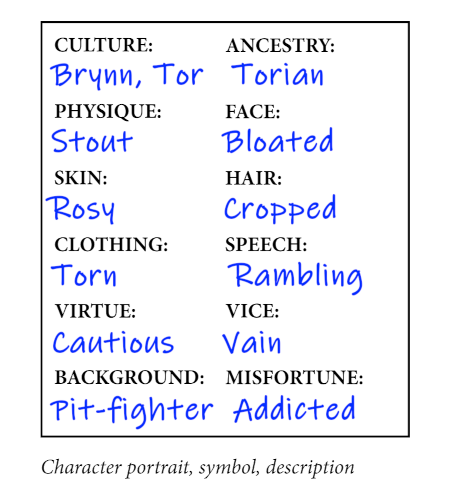 CULTURE: ANCESTRY:
Brynn, Tor Torian
PHYSIQUE: FACE:
Stout Bloated
SKIN: HAIR:
Rosy Cropped
CLOTHING: SPEECH:
Torn Rambling
VIRTUE: VICE:
Cautious Vain
BACKGROUND: MISFORTUNE:
Pit-fighter Addicted
Character portrait, symbol, description